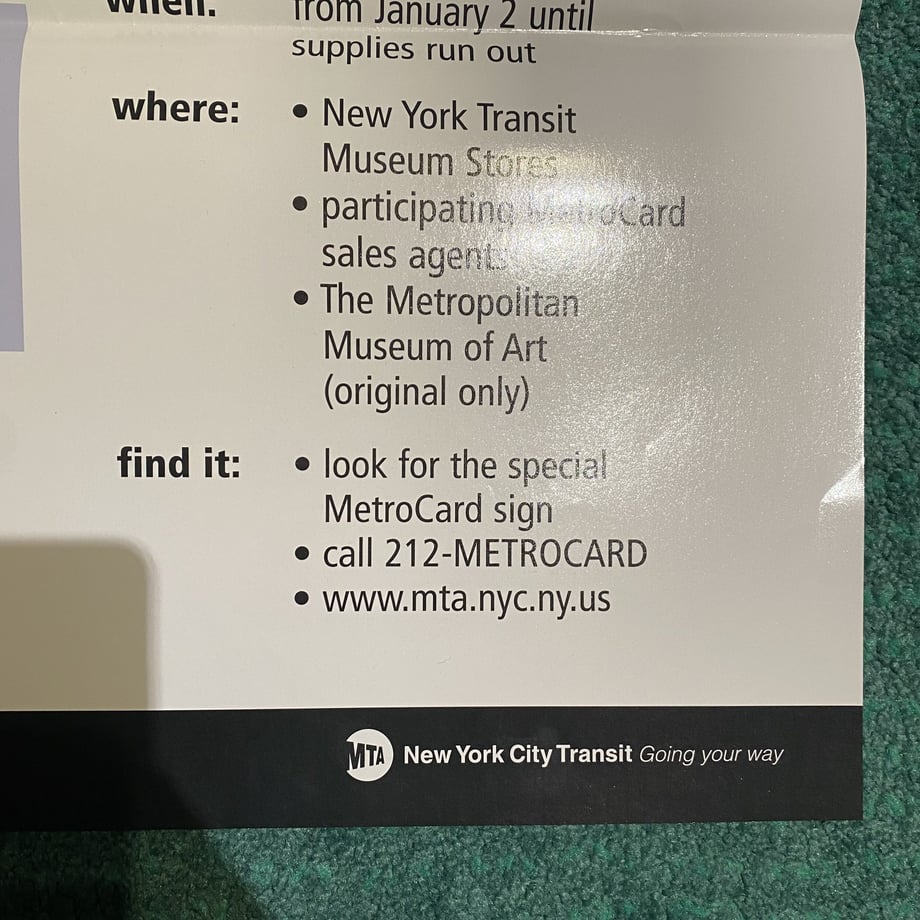 when:
from January 2 until
supplies run out
where:
• New York Transit
Museum Stores
• participating MetroCard
sales agents
• The Metropolitan
Museum of Art
(original only)
find it:
• look for the special
MetroCard sign
• call 212-METROCARD
• www.mta.nyc.ny.us
MTA New York City Transit Going your way